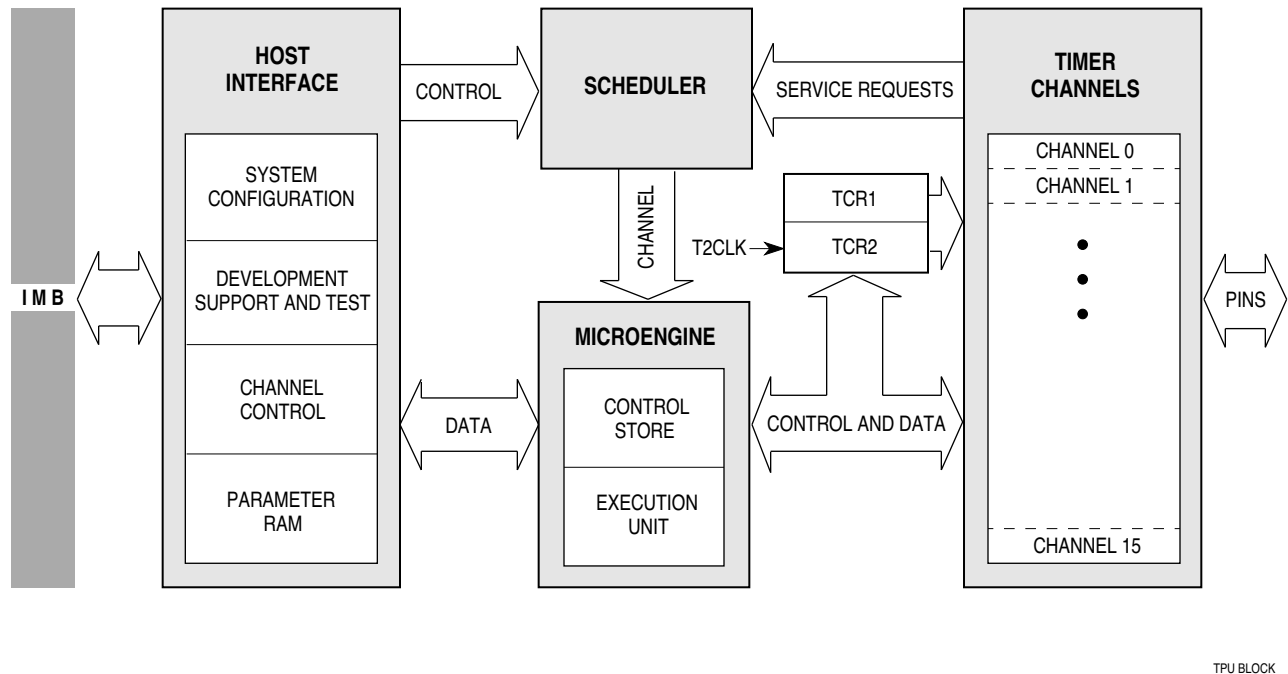 HOST
INTERFACE
SYSTEM
CONFIGURATION
DEVELOPMENT
SUPPORT AND TEST
CHANNEL
CONTROL
PARAMETER
RAM
IMB
CONTROL
DATA
SCHEDULER
CHANNEL
MICROENGINE
CONTROL
STORE
EXECUTION
UNIT
SERVICE REQUESTS
TCR1
T2CLK
TCR2
CONTROL AND DATA
TIMER
CHANNELS
CHANNEL 0
CHANNEL 1
CHANNEL 15
PINS
TPU BLOCK